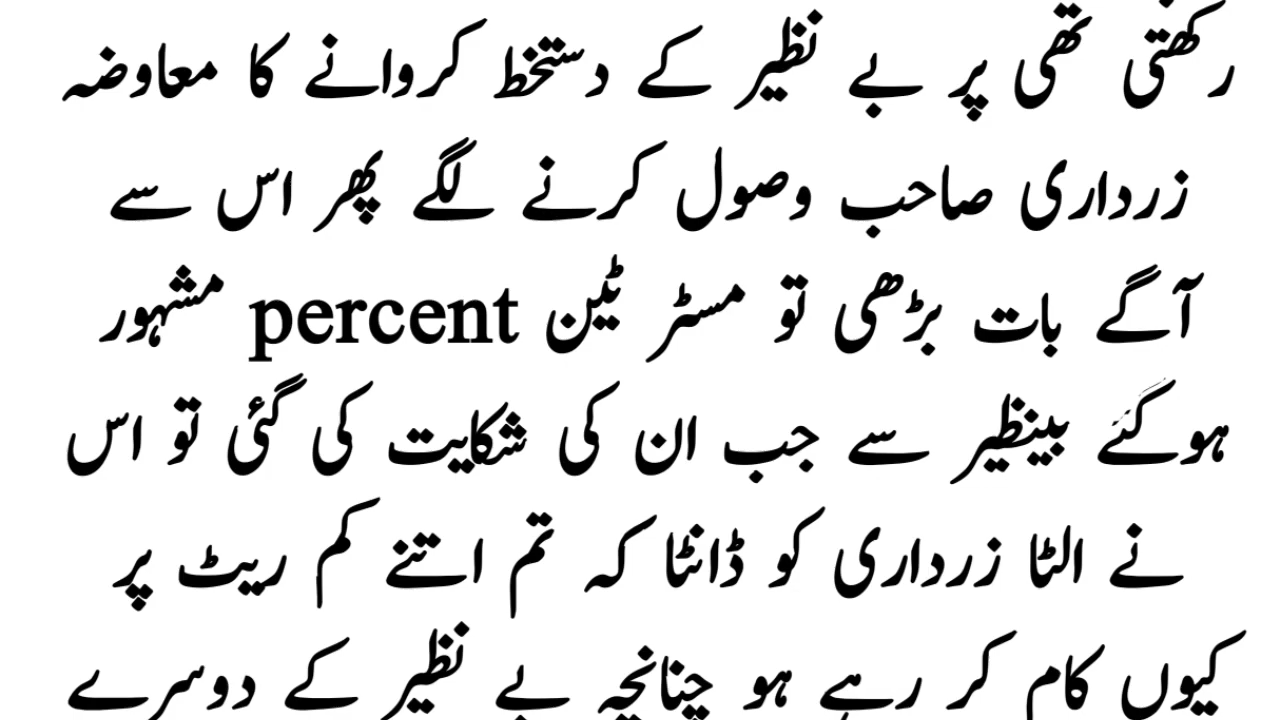 رکھتی تھی پر بے نظیر کے دستخط کروانے کا معاوضہ
زرداری صاحب وصول کرنے لگے پھر اس سے
آگے بات بڑھی تو مسٹر ٹین percent مشہور
ہوگئے بینظیر سے جب ان کی شکایت کی گئی تو اس
نے الٹا زرداری کو ڈانٹا کہ تم اتنے کم ریٹ پر
کیوں کام کر رہے ہو چنانچہ بے نظیر کے دوسرے